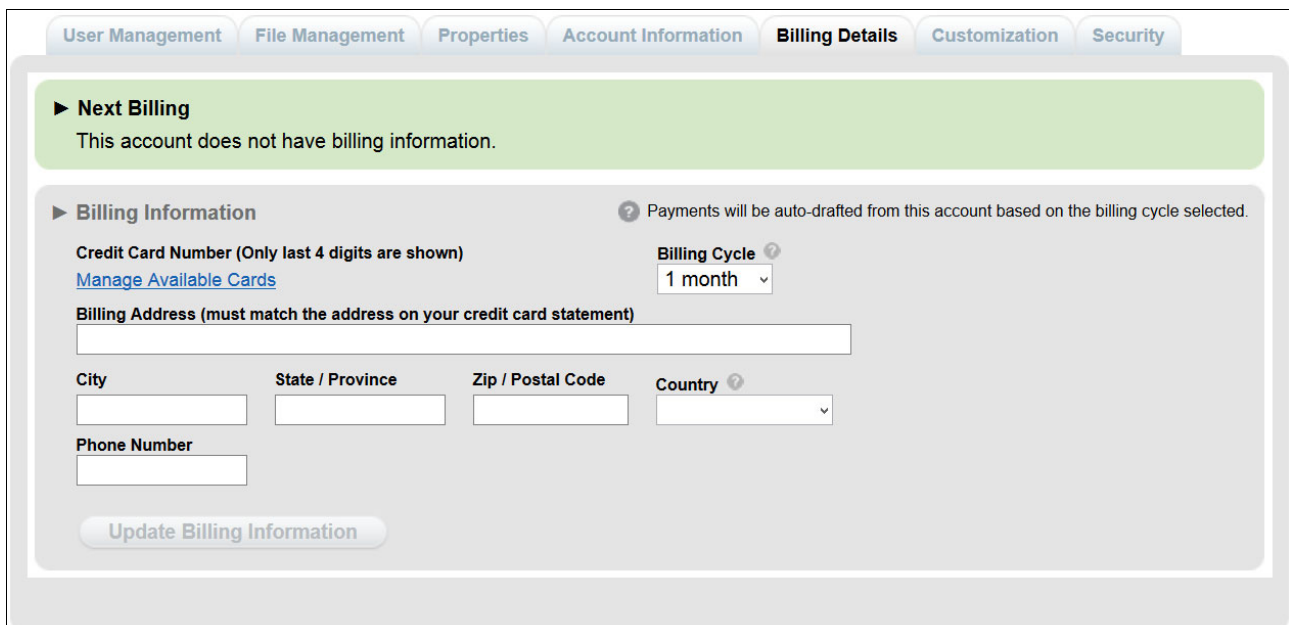 User Management File Management Properties Account Information Billing Details Customization Security
Next Billing
This account does not have billing information.
Billing Information
? Payments will be auto-drafted from this account based on the billing cycle selected.
Credit Card Number (Only last 4 digits are shown)
Billing Cycle ?
Manage Available Cards
1 month
Billing Address (must match the address on your credit card statement)
City State / Province Zip / Postal Code Country ?
Phone Number
Update Billing Information